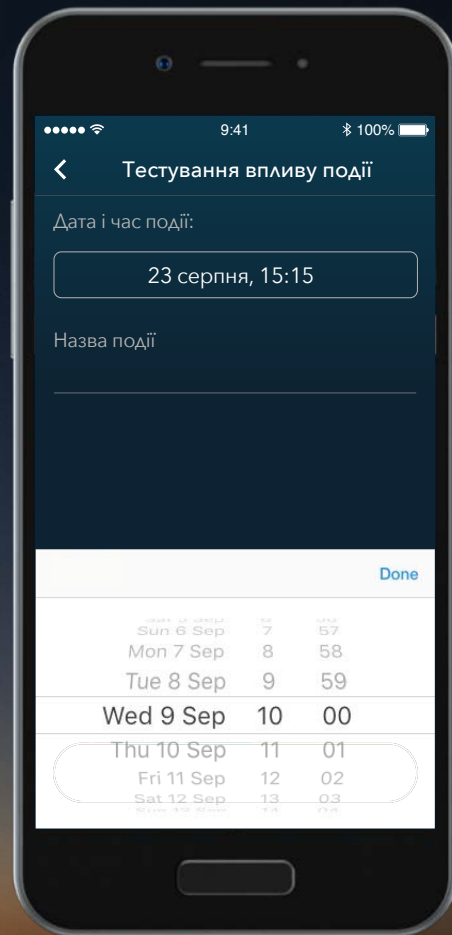 9:41 100%
Тестування впливу події
Дата і час події:
23 серпня, 15:15
Назва події
Done
Sun 6 Sep 7 57
Mon 7 Sep 8 58
Tue 8 Sep 9 59
Wed 9 Sep 10 00
Thu 10 Sep 11 01
Fri 11 Sep 12 02
Sat 12 Sep 13 03